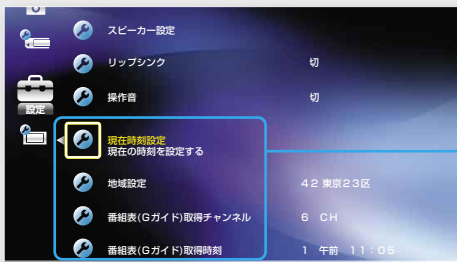 スピーカー設定
リップシンク 切
操作音 切
設定
現在時刻設定
現在の時刻を設定する
地域設定 42 東京23区
番組表(Gガイド)取得チャンネル 6 CH
番組表(Gガイド)取得時刻 1 午前 11:05